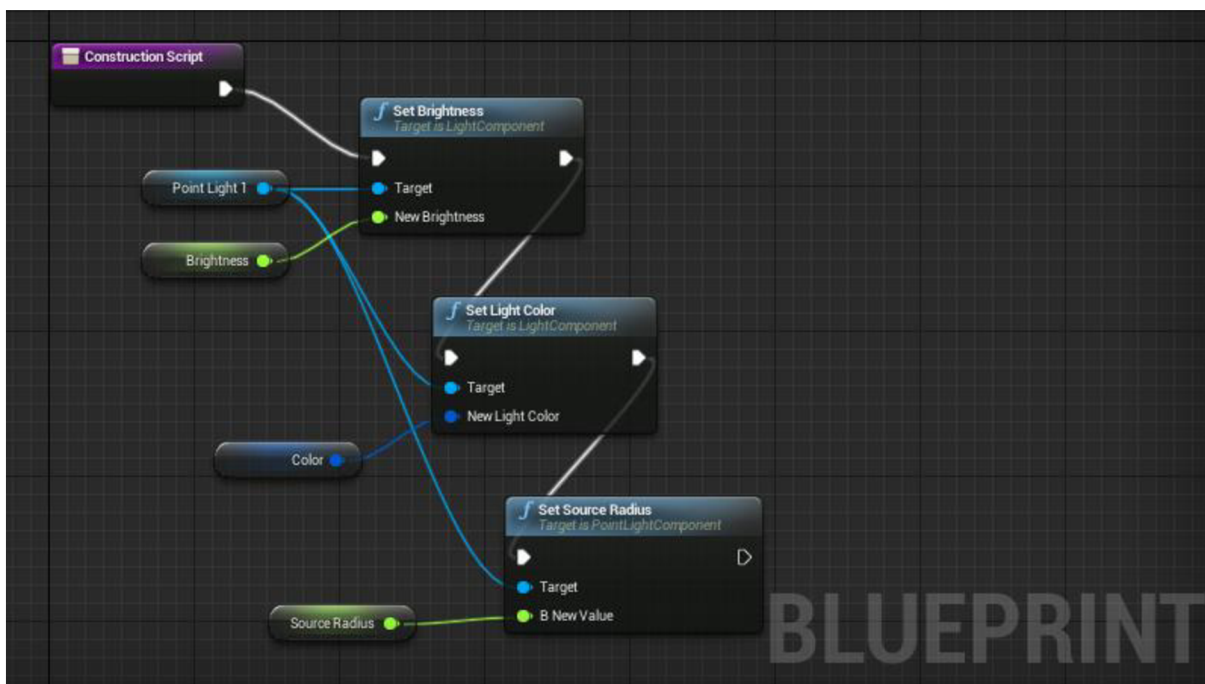 Construction Script
Set Brightness
Target is LightComponent
Point Light 1
Target
New Brightness
Brightness
Set Light Color
Target is LightComponent
Target
New Light Color
Color
Set Source Radius
Target is PointLightComponent
Target
Source Radius
B New Value
BLUEPRINT